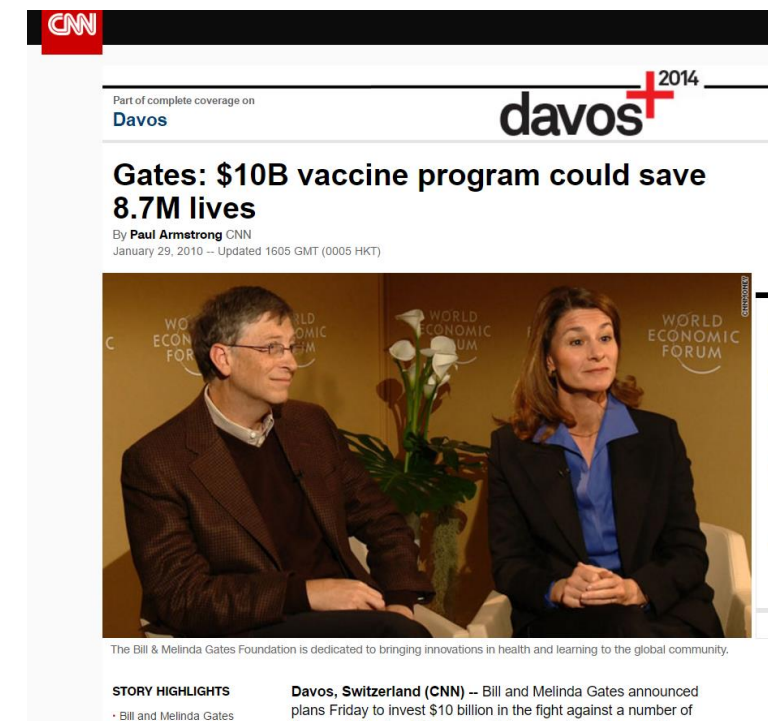 CNN
2014
Part of complete coverage on
Davos
davos+
Gates: $10B vaccine program could save
8.7M lives
By Paul Armstrong CNN
January 29, 2010 -- Updated 1605 GMT (0005 HKT)
CNNMONEY
WORLD
ECONOMIC
FORUM
The Bill & Melinda Gates Foundation is dedicated to bringing innovations in health and learning to the global community.
STORY HIGHLIGHTS
• Bill and Melinda Gates
Davos, Switzerland (CNN) -- Bill and Melinda Gates announced
plans Friday to invest $10 billion in the fight against a number of